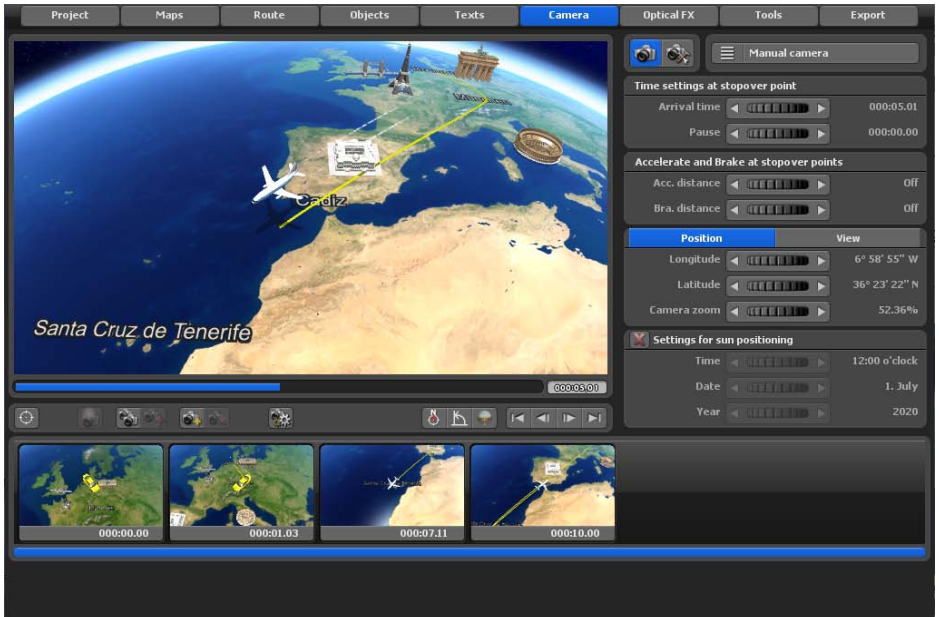 Project
Maps
Route
Objects
Texts
Camera
Optical FX
Tools
Export
Cadiz
Santa Cruz de Tenerife
000:05.01
Manual camera
Time settings at stopover point
Arrival time 000:05.01
Pause 000:00.00
Accelerate and Brake at stopover points
Acc. distance Off
Bra. distance Off
Position View
Longitude 6° 58' 55" W
Latitude 36° 23' 22" N
Camera zoom 52.36%
Settings for sun positioning
Time 12:00 o'clock
Date 1. July
Year 2020
N
000:00.00
000:01.03
000:07.11
000:10.00